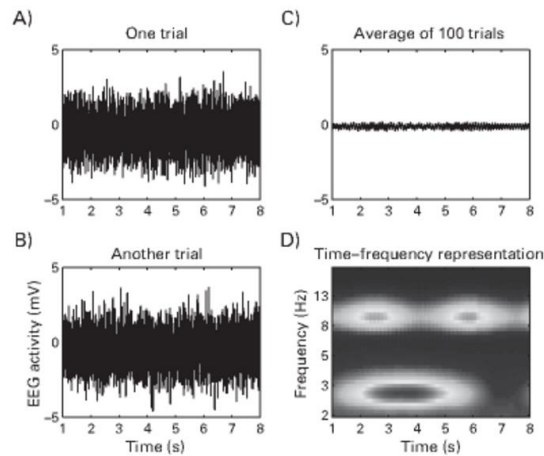 A)
One trial
5
0
−5
1 2 3 4 5 6 7 8
B)
Another trial
5
0
−5
EEG activity (mV)
1 2 3 4 5 6 7 8
Time (s)
C)
Average of 100 trials
5
0
−5
1 2 3 4 5 6 7 8
D)
Time–frequency representation
13
8
5
3
2
Frequency (Hz)
1 2 3 4 5 6 7 8
Time (s)